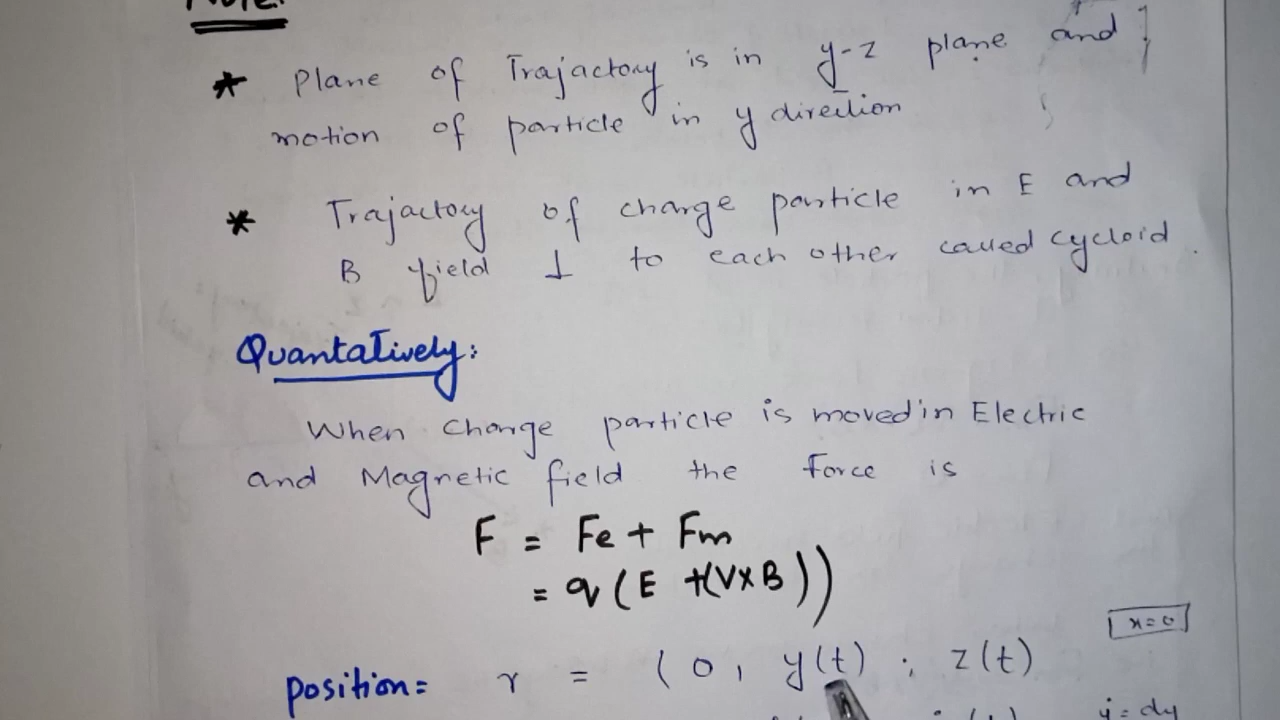 Note:
* Plane of Trajactory is in y-z plane and
motion of particle in y direction
* Trajactory of charge particle in E and
B field ⊥ to each other called cycloid.
Quantatively:
When charge particle is moved in Electric
and Magnetic field the force is
F = Fe + Fm
= q (E +(V×B))
x=0
position= r = (0, y(t), z(t)
ẏ = dy